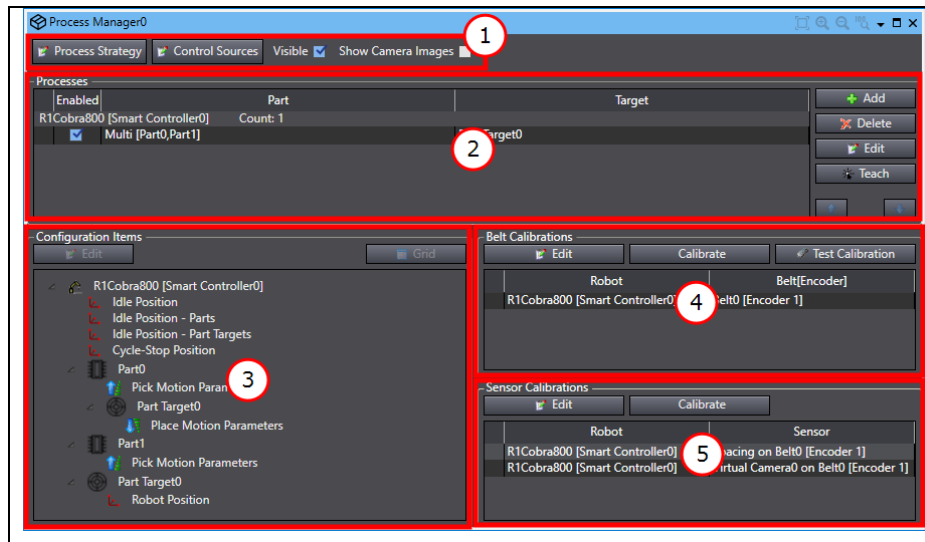 Process Manager0
Process Strategy Control Sources Visible Show Camera Images
1
Processes
Enabled Part Target
R1Cobra800 [Smart Controller0] Count: 1
Multi [Part0,Part1] Target0
2
Add
Delete
Edit
Teach
Configuration Items
Edit Grid
R1Cobra800 [Smart Controller0]
Idle Position
Idle Position - Parts
Idle Position - Part Targets
Cycle-Stop Position
Part0
Pick Motion Param
3
Part Target0
Place Motion Parameters
Part1
Pick Motion Parameters
Part Target0
Robot Position
Belt Calibrations
Edit Calibrate Test Calibration
Robot Belt[Encoder]
R1Cobra800 [Smart Controller0] Belt0 [Encoder 1]
4
Sensor Calibrations
Edit Calibrate
Robot Sensor
R1Cobra800 [Smart Controller0] pacing on Belt0 [Encoder 1]
5
R1Cobra800 [Smart Controller0] irtual Camera0 on Belt0 [Encoder 1]